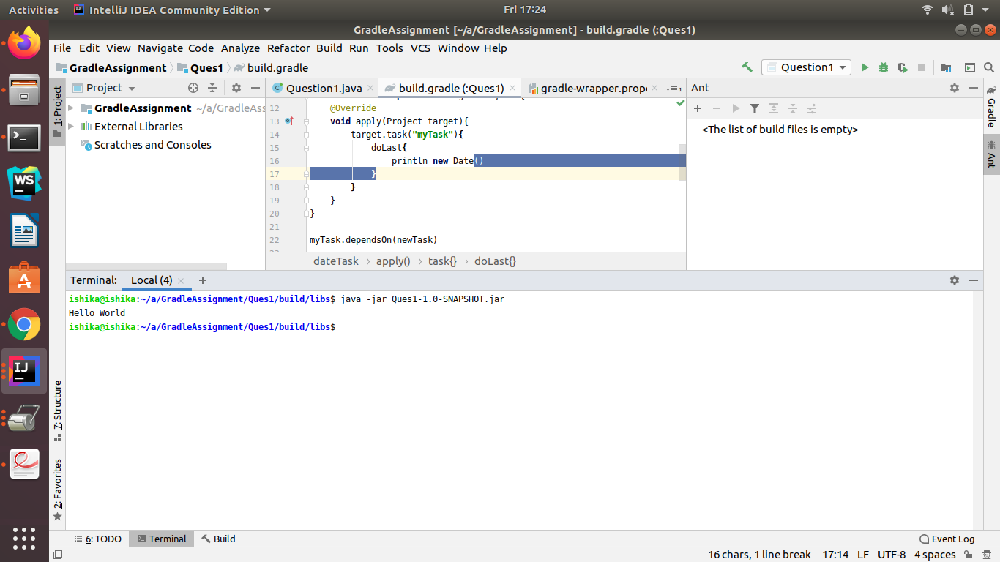 Activities IntelliJ IDEA Community Edition Fri 17:24
GradleAssignment [~/a/GradleAssignment] - build.gradle (:Ques1)
File Edit View Navigate Code Analyze Refactor Build Run Tools VCS Window Help
GradleAssignment Ques1 build.gradle Question1
1: Project
Project
GradleAssignment ~/a/GradleAss
External Libraries
Scratches and Consoles
Question1.java build.gradle (:Ques1) gradle-wrapper.prope
12 @Override
13 void apply(Project target){
14 target.task("myTask"){
15 doLast{
16 println new Date()
17 }
18 }
19 }
20 }
21
22 myTask.dependsOn(newTask)
dateTask › apply() › task{} › doLast{}
Ant
<The list of build files is empty>
Gradle
Ant
Terminal: Local (4) +
ishika@ishika:~/a/GradleAssignment/Ques1/build/libs$ java -jar Ques1-1.0-SNAPSHOT.jar
Hello World
ishika@ishika:~/a/GradleAssignment/Ques1/build/libs$
WS
IJ
7: Structure
2: Favorites
6: TODO Terminal Build Event Log
16 chars, 1 line break 17:14 LF UTF-8 4 spaces